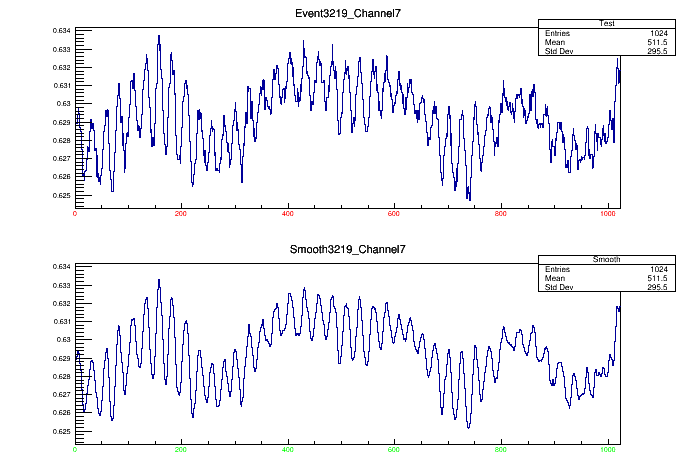 Event3219_Channel7
Test
Entries 1024
Mean 511.5
Std Dev 295.5
0.634
0.633
0.632
0.631
0.63
0.629
0.628
0.627
0.626
0.625
0 200 400 600 800 1000
Smooth3219_Channel7
Smooth
Entries 1024
Mean 511.5
Std Dev 295.5
0.634
0.633
0.632
0.631
0.63
0.629
0.628
0.627
0.626
0.625
0 200 400 600 800 1000